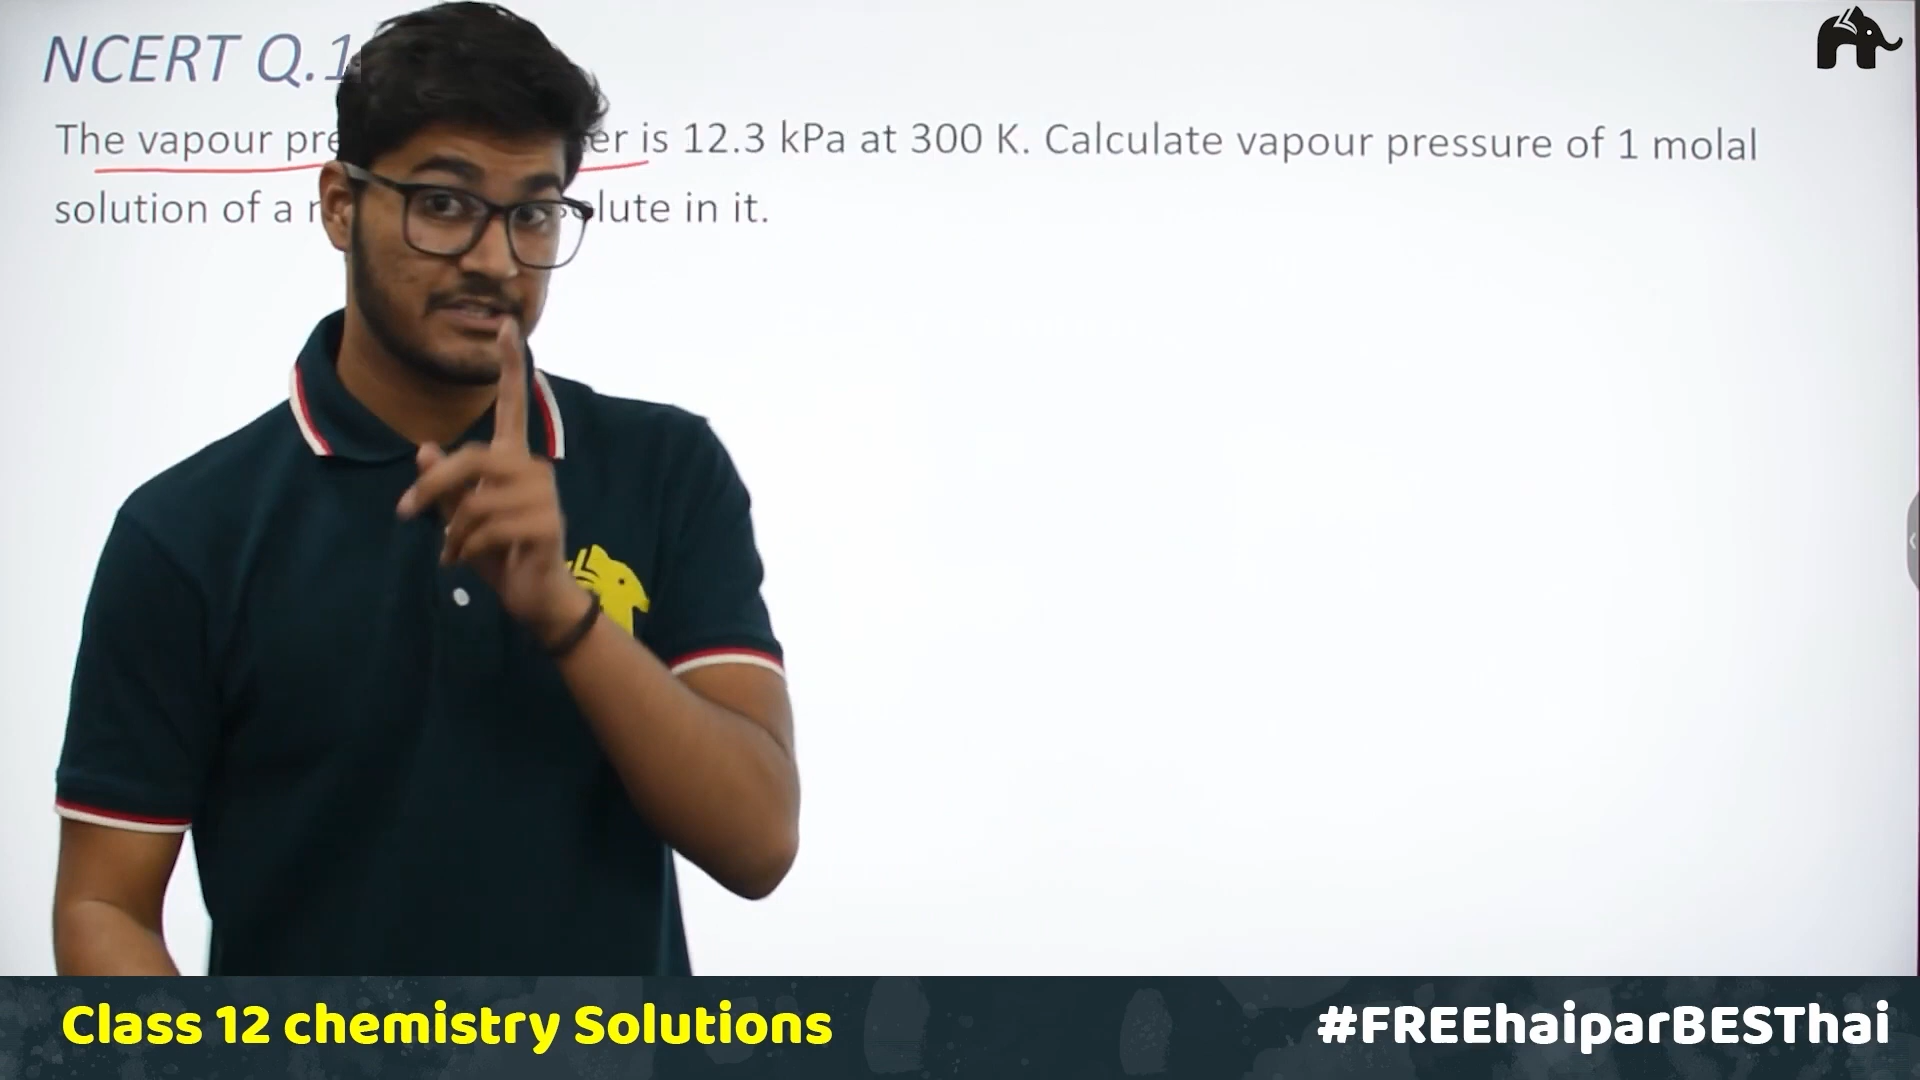 NCERT Q.1
The vapour pre er is 12.3 kPa at 300 K. Calculate vapour pressure of 1 molal
solution of a olute in it.
Class 12 chemistry Solutions
#FREEhaiparBESThai